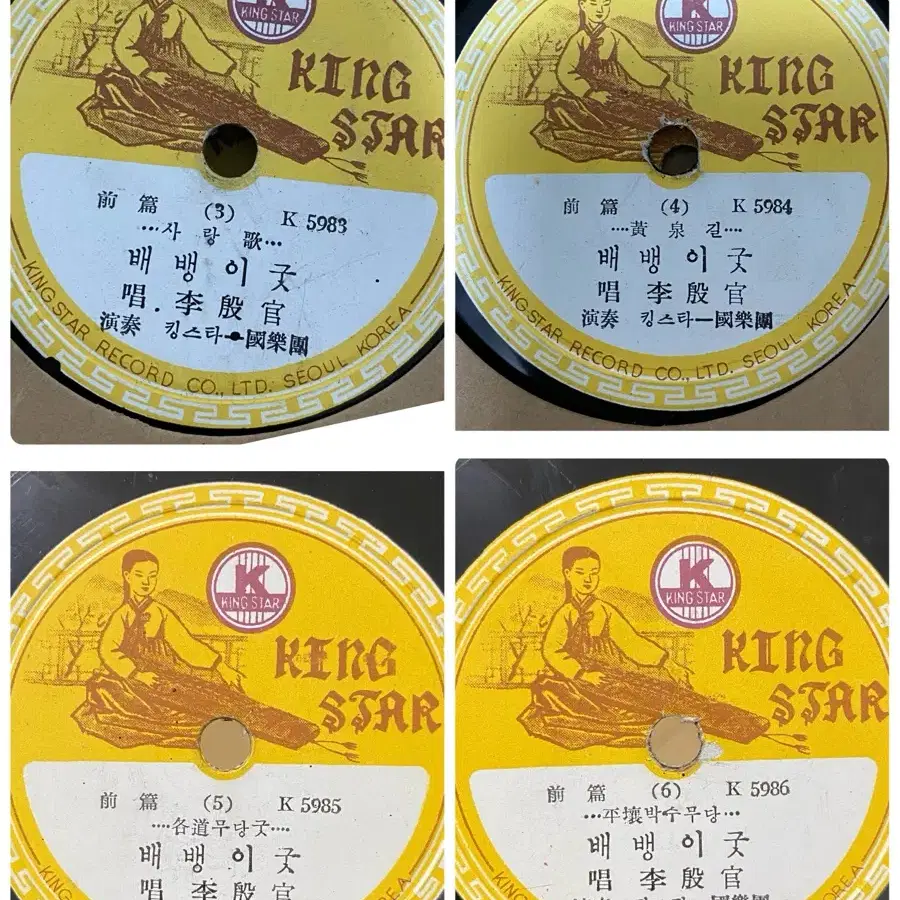 K
KING STAR
KING
STAR
前篇 (3) K 5983
···사랑歌···
배뱅이굿
唱 . 李殷官
演奏 킹스타—國樂團
KING STAR RECORD CO., LTD. SEOUL KOREA
K
KING STAR
KING
STAR
前篇 (4) K 5984
····黃泉길····
배뱅이굿
唱 李殷官
演奏 킹스타—國樂團
KING STAR RECORD CO., LTD. SEOUL KOREA
K
KING STAR
KING
STAR
前篇 (5) K 5985
····各道무당굿····
배뱅이굿
唱 李殷官
K
KING STAR
KING
STAR
前篇 (6) K 5986
···平壤박수무당···
배뱅이굿
唱 李殷官